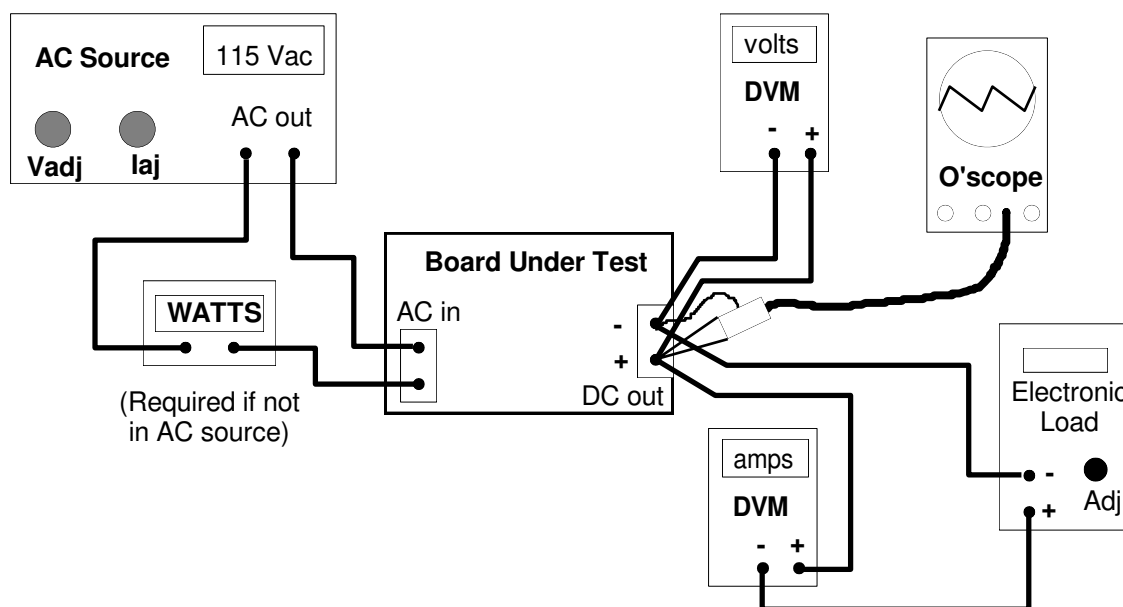 AC Source
115 Vac
AC out
Vadj
Iaj
WATTS
(Required if not
in AC source)
Board Under Test
AC in
-
+
DC out
volts
DVM
- +
O'scope
amps
DVM
- +
Electronic
Load
-
Adj
+